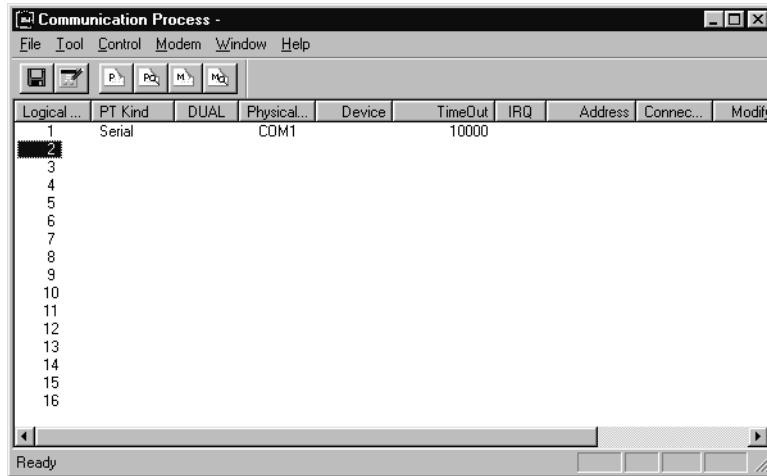 Communication Process -
File Tool Control Modem Window Help
P. PQ M. MQ
Logical ... PT Kind DUAL Physical... Device TimeOut IRQ Address Connec... Modify
1 Serial COM1 10000
2
3
4
5
6
7
8
9
10
11
12
13
14
15
16
Ready